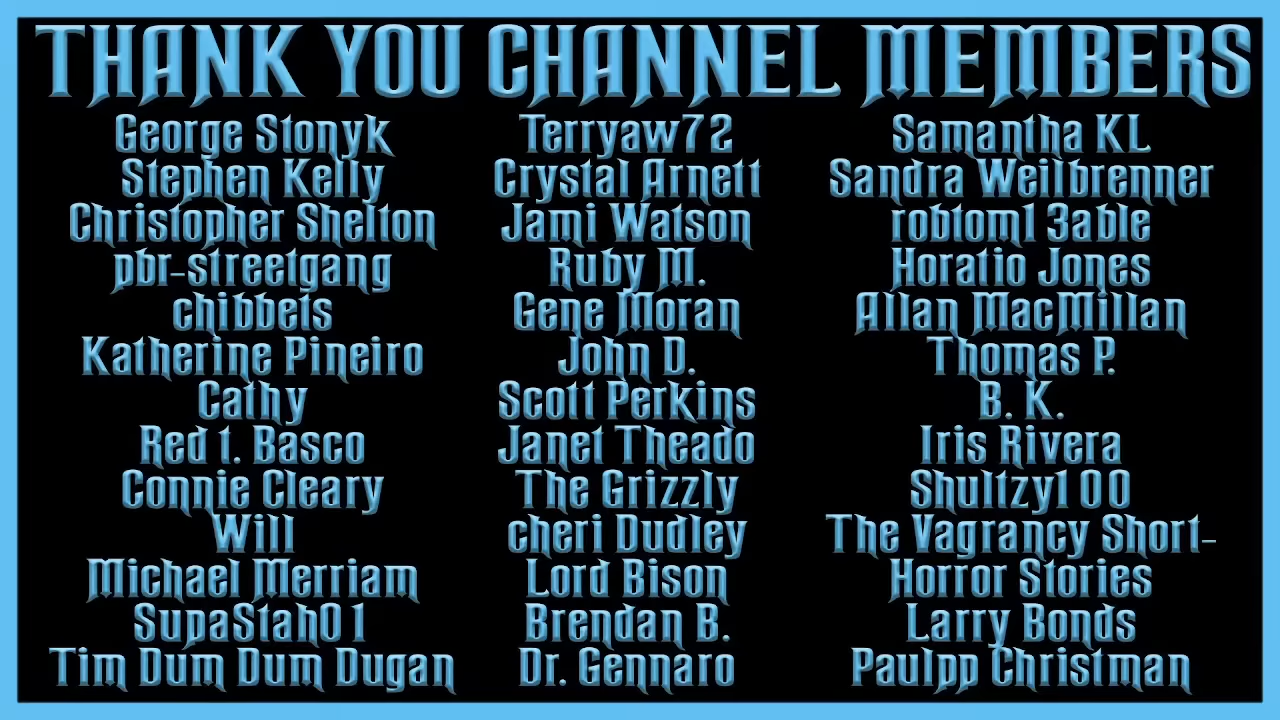 THANK YOU CHANNEL MEMBERS
George Stonyk
Stephen Kelly
Christopher Shelton
pbr-streetgang
chibbets
Katherine Pineiro
Cathy
Red t. Basco
Connie Cleary
Will
Michael Merriam
SupaStah01
Tim Dum Dum Dugan
Terryaw72
Crystal Arnett
Jami Watson
Ruby M.
Gene Moran
John D.
Scott Perkins
Janet Theado
The Grizzly
cheri Dudley
Lord Bison
Brendan B.
Dr. Gennaro
Samantha KL
Sandra Weilbrenner
robtom1 3able
Horatio Jones
Allan MacMillan
Thomas P.
B. K.
Iris Rivera
Shultzy100
The Vagrancy Short-
Horror Stories
Larry Bonds
Paulpp Christman